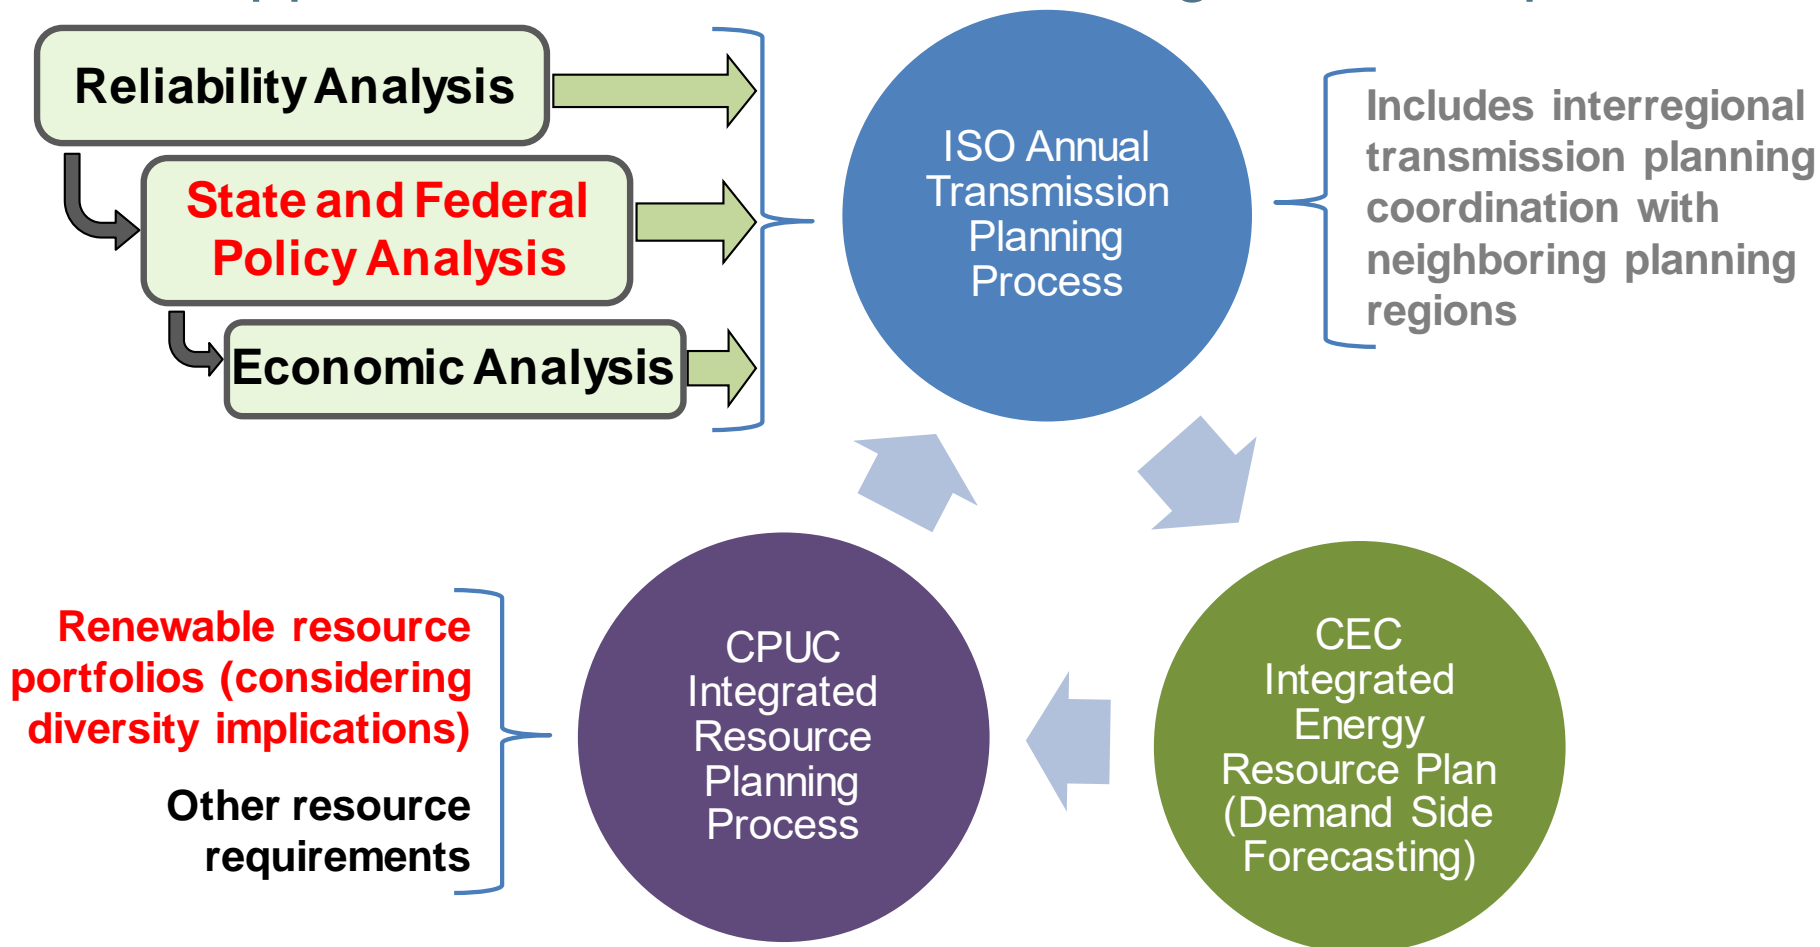 Reliability Analysis
State and Federal
Policy Analysis
Economic Analysis
ISO Annual
Transmission
Planning
Process
Includes interregional
transmission planning
coordination with
neighboring planning
regions
Renewable resource
portfolios (considering
diversity implications)
Other resource
requirements
CPUC
Integrated
Resource
Planning
Process
CEC
Integrated
Energy
Resource Plan
(Demand Side
Forecasting)